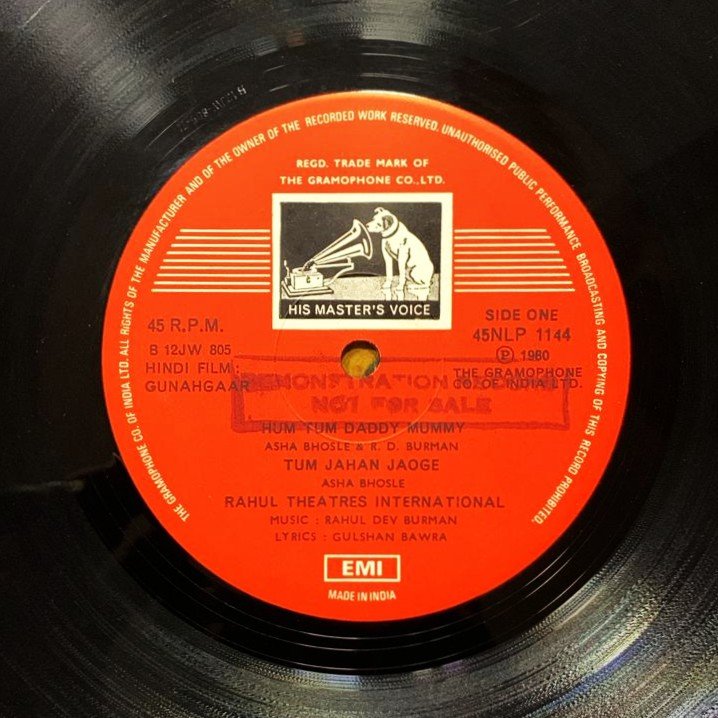 THE GRAMOPHONE CO. OF INDIA LTD. ALL RIGHTS OF THE MANUFACTURER AND OF THE OWNER OF THE RECORDED WORK RESERVED. UNAUTHORISED PUBLIC PERFORMANCE BROADCASTING AND COPYING OF THIS RECORD PROHIBITED.
REGD. TRADE MARK OF
THE GRAMOPHONE CO., LTD.
HIS MASTER'S VOICE
45 R.P.M.
8 12JW 805
HINDI FILM :
GUNAHGAAR
SIDE ONE
45NLP 1144
Ⓟ 1980
THE GRAMOPHONE
CO. OF INDIA LTD.
DEMONSTRATION
NOT FOR SALE
HUM TUM DADDY MUMMY
ASHA BHOSLE & R. D. BURMAN
TUM JAHAN JAOGE
ASHA BHOSLE
RAHUL THEATRES INTERNATIONAL
MUSIC : RAHUL DEV BURMAN
LYRICS : GULSHAN BAWRA
EMI
MADE IN INDIA